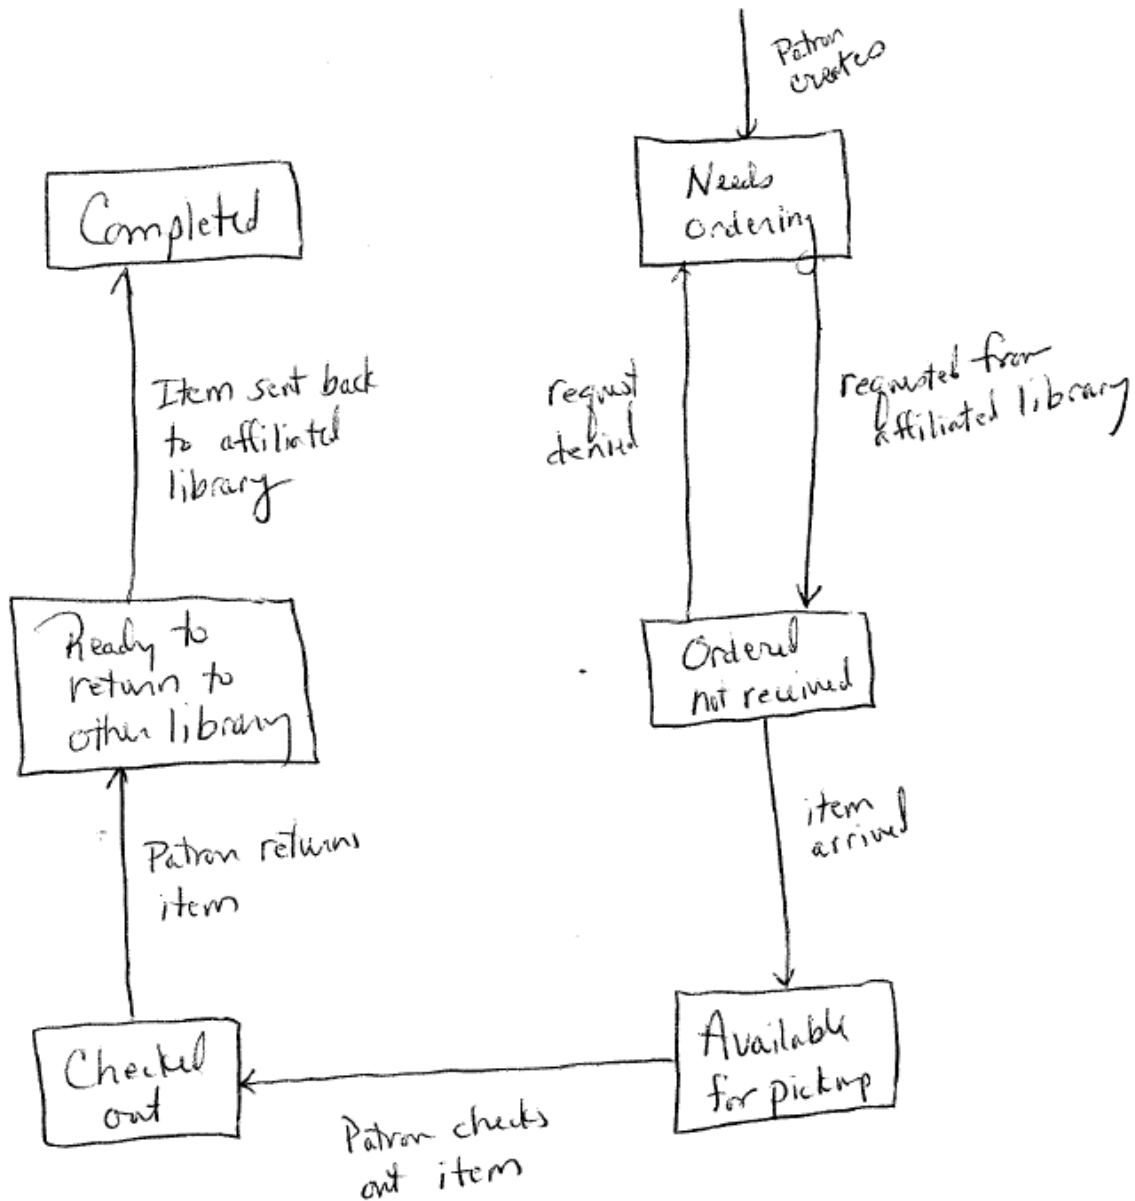 Patron
creates
Needs
ordering
Completed
Item sent back
to affiliated
library
request
denied
requested from
affiliated library
Ready to
return to
other library
Ordered
not received
Patron returns
item
item
arrived
Available
for pickup
Checked
out
Patron checks
out item